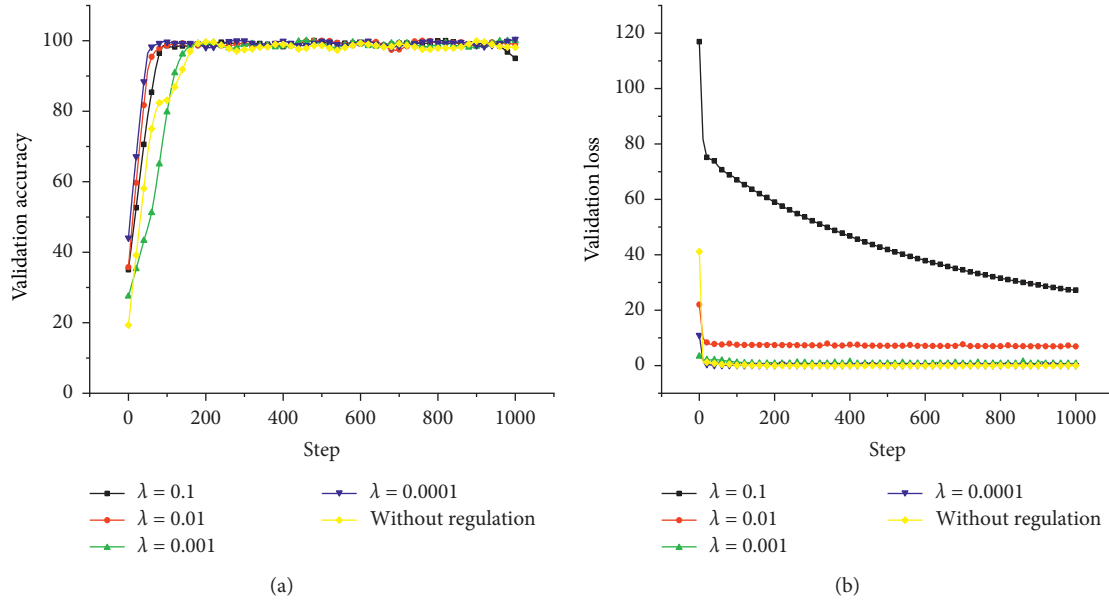 100
80
60
40
20
0
Validation accuracy
0 200 400 600 800 1000
Step
λ = 0.1
λ = 0.01
λ = 0.001
λ = 0.0001
Without regulation
(a)
120
100
80
60
40
20
0
Validation loss
0 200 400 600 800 1000
Step
λ = 0.1
λ = 0.01
λ = 0.001
λ = 0.0001
Without regulation
(b)